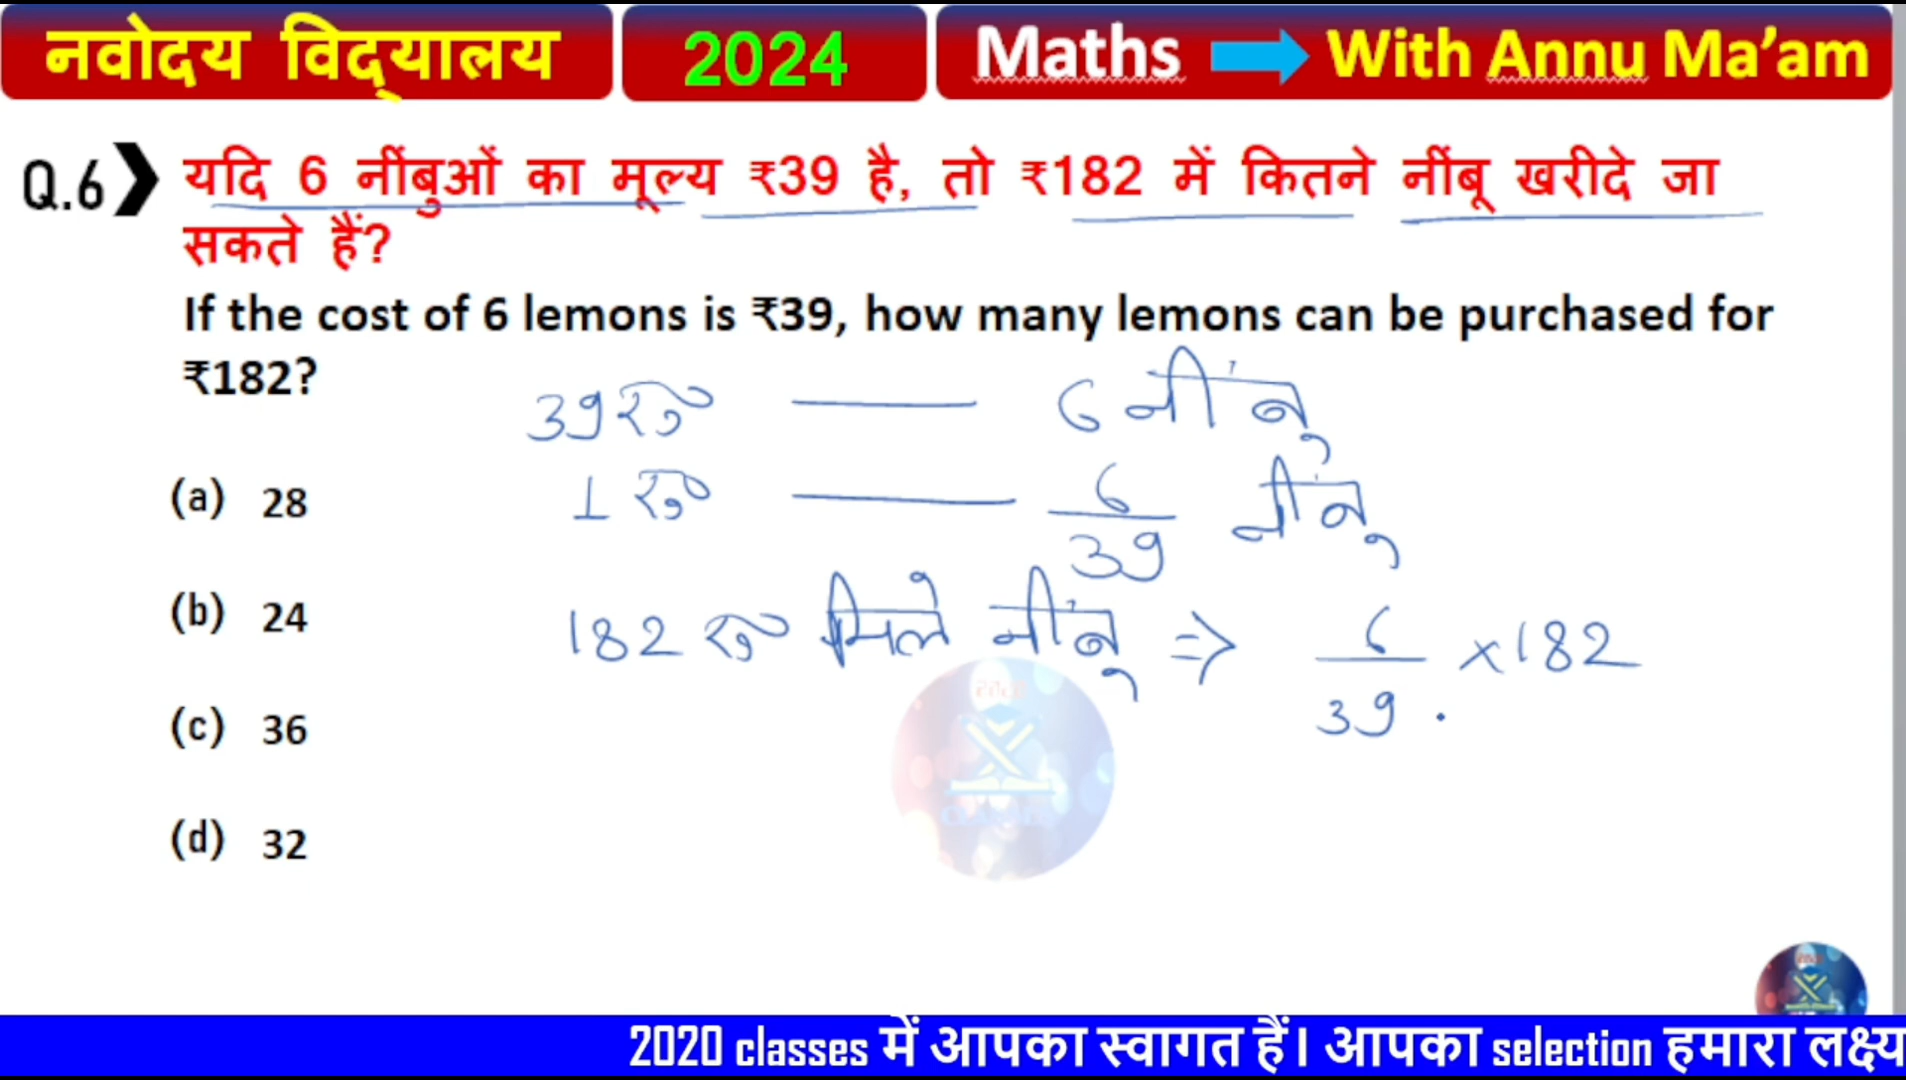 नवोदय विद्यालय 2024 Maths With Annu Ma'am
Q.6 यदि 6 नींबुओं का मूल्य ₹39 है, तो ₹182 में कितने नींबू खरीदे जा
सकते हैं?
If the cost of 6 lemons is ₹39, how many lemons can be purchased for
₹182?
39रू —— 6 नींबू
(a) 28
1 रू —— 6/39 नींबू
(b) 24
182 रू मिले नींबू ⇒ 6/39 × 182
(c) 36
(d) 32
2020 classes में आपका स्वागत हैं। आपका selection हमारा लक्ष्य